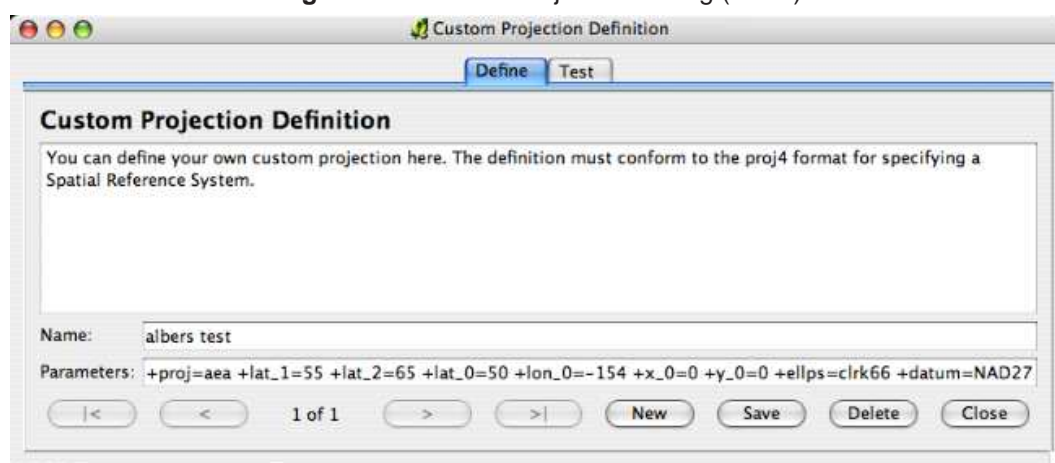 Custom Projection Definition
Define Test
Custom Projection Definition
You can define your own custom projection here. The definition must conform to the proj4 format for specifying a
Spatial Reference System.
Name: albers test
Parameters: +proj=aea +lat_1=55 +lat_2=65 +lat_0=50 +lon_0=-154 +x_0=0 +y_0=0 +ellps=clrk66 +datum=NAD27
|< < 1 of 1 > >| New Save Delete Close